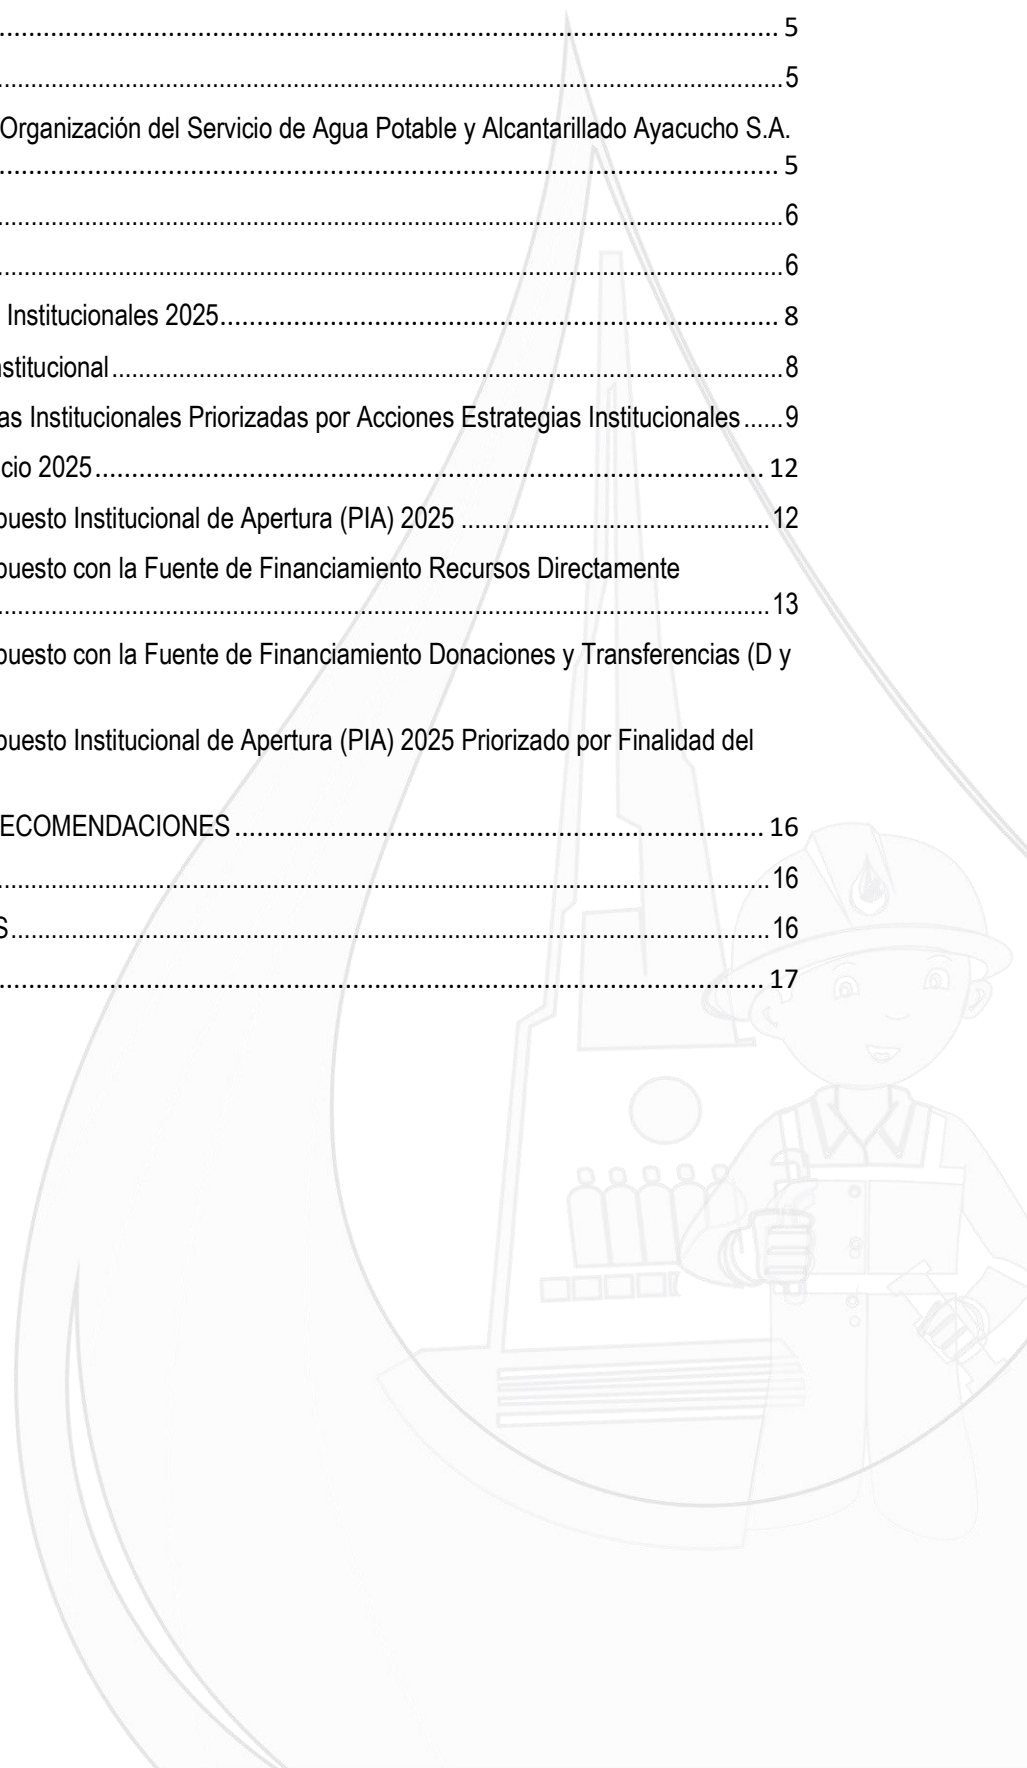 ........................................ 5
........................................5
Organización del Servicio de Agua Potable y Alcantarillado Ayacucho S.A.
........................................ 5
........................................6
........................................6
Institucionales 2025........................................ 8
nstitucional........................................8
as Institucionales Priorizadas por Acciones Estrategias Institucionales......9
cio 2025........................................ 12
puesto Institucional de Apertura (PIA) 2025 ........................................12
puesto con la Fuente de Financiamiento Recursos Directamente
........................................13
puesto con la Fuente de Financiamiento Donaciones y Transferencias (D y
puesto Institucional de Apertura (PIA) 2025 Priorizado por Finalidad del
ECOMENDACIONES........................................ 16
........................................16
S........................................16
........................................ 17